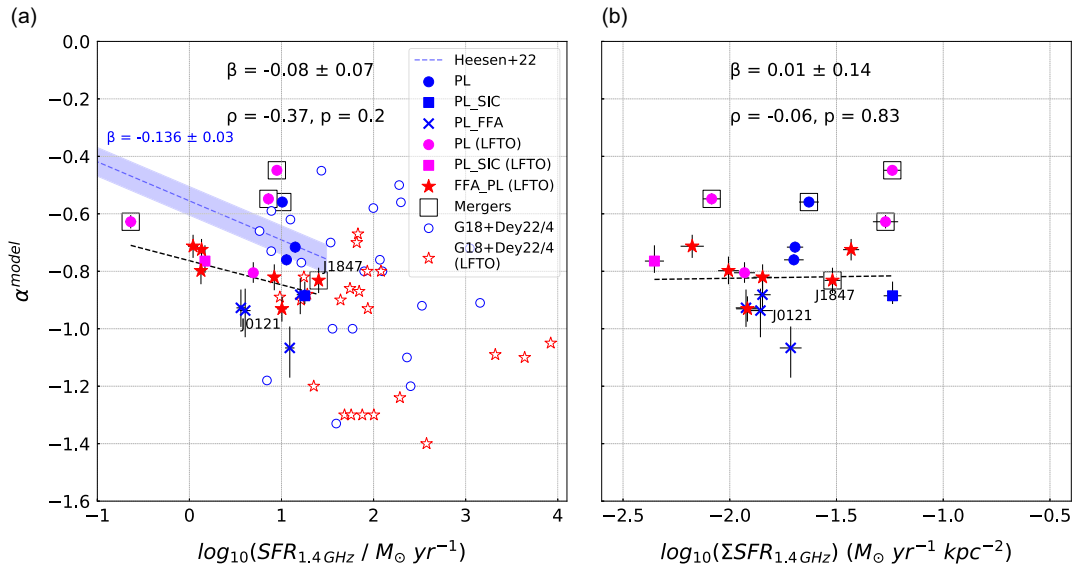 (a)
(b)
β = -0.08 ± 0.07
ρ = -0.37, p = 0.2
β = -0.136 ± 0.03
Heesen+22
PL
PL_SIC
PL_FFA
PL (LFTO)
PL_SIC (LFTO)
FFA_PL (LFTO)
Mergers
G18+Dey22/4
G18+Dey22/4
(LFTO)
J1847
J0121
0.0
−0.2
−0.4
−0.6
−0.8
−1.0
−1.2
−1.4
−1.6
α^model
−1
0
1
2
3
4
log₁₀(SFR₁.₄ GHz / M⊙ yr⁻¹)
β = 0.01 ± 0.14
ρ = -0.06, p = 0.83
J1847
J0121
−2.5
−2.0
−1.5
−1.0
−0.5
log₁₀(ΣSFR₁.₄ GHz) (M⊙ yr⁻¹ kpc⁻²)